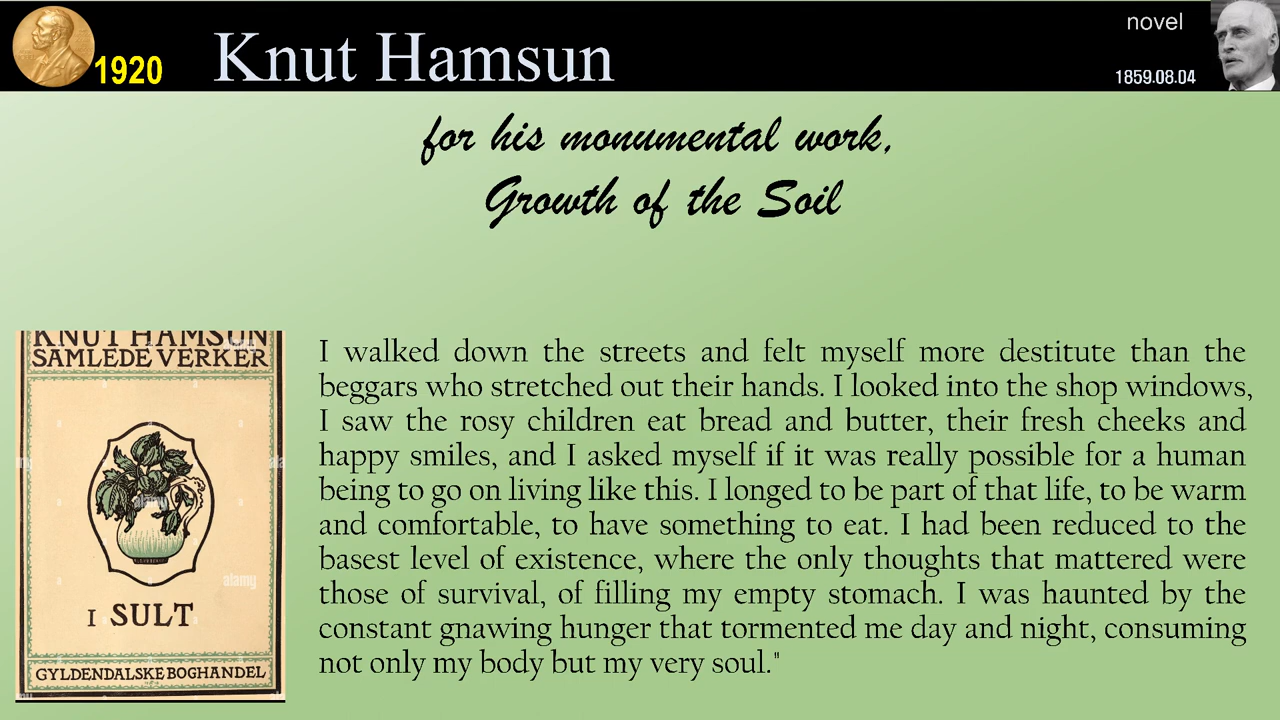 1920
Knut Hamsun
novel
1859.08.04
for his monumental work,
Growth of the Soil
KNUT HAMSUN
SAMLEDE VERKER
alamy
I SULT
GYLDENDALSKE BOGHANDEL
I walked down the streets and felt myself more destitute than the
beggars who stretched out their hands. I looked into the shop windows,
I saw the rosy children eat bread and butter, their fresh cheeks and
happy smiles, and I asked myself if it was really possible for a human
being to go on living like this. I longed to be part of that life, to be warm
and comfortable, to have something to eat. I had been reduced to the
basest level of existence, where the only thoughts that mattered were
those of survival, of filling my empty stomach. I was haunted by the
constant gnawing hunger that tormented me day and night, consuming
not only my body but my very soul."